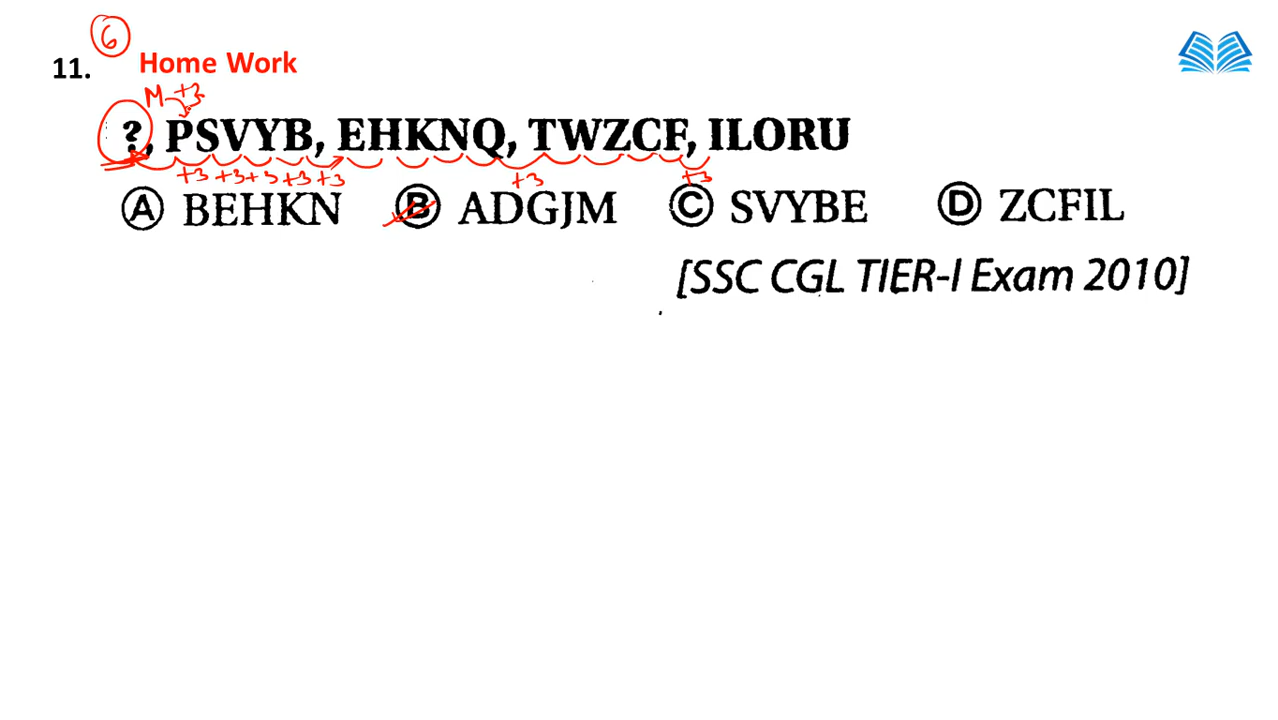 6
11. Home Work
M +3
?, PSVYB, EHKNQ, TWZCF, ILORU
+3 +3 +3 +3 +3 +3 +3
A BEHKN B ADGJM C SVYBE D ZCFIL
[SSC CGL TIER-I Exam 2010]